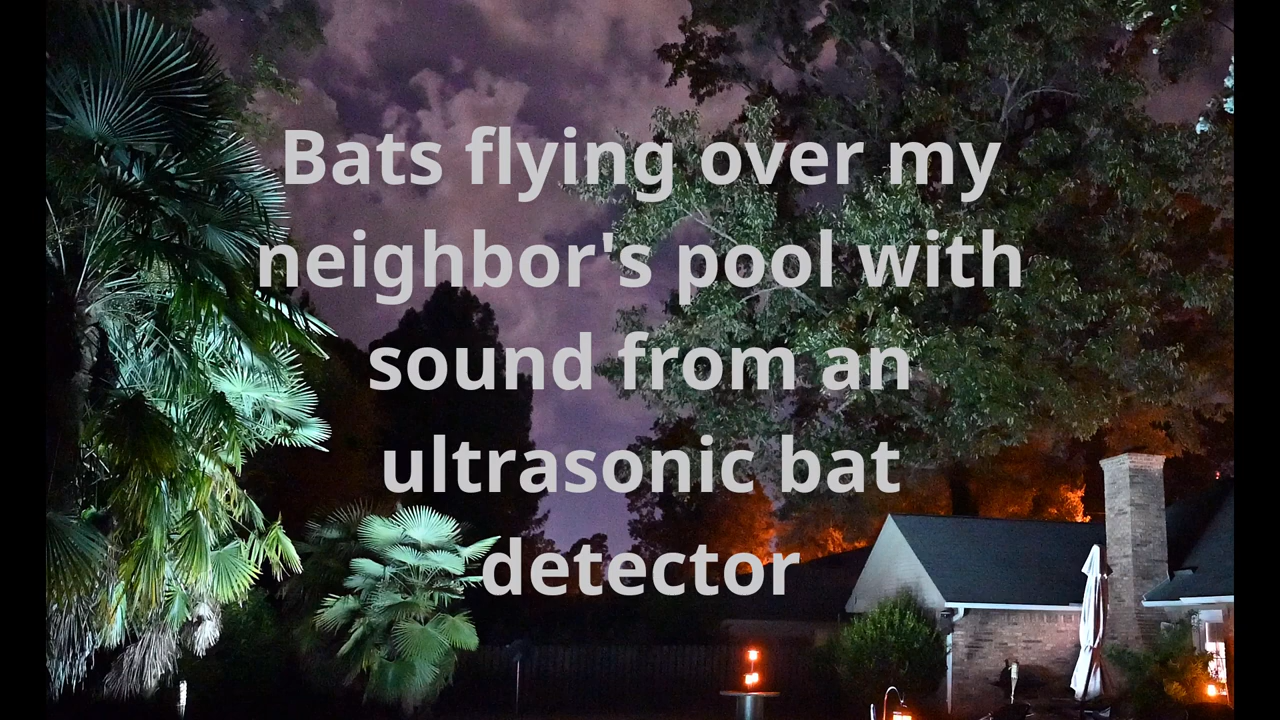 Bats flying over my
neighbor's pool with
sound from an
ultrasonic bat
detector